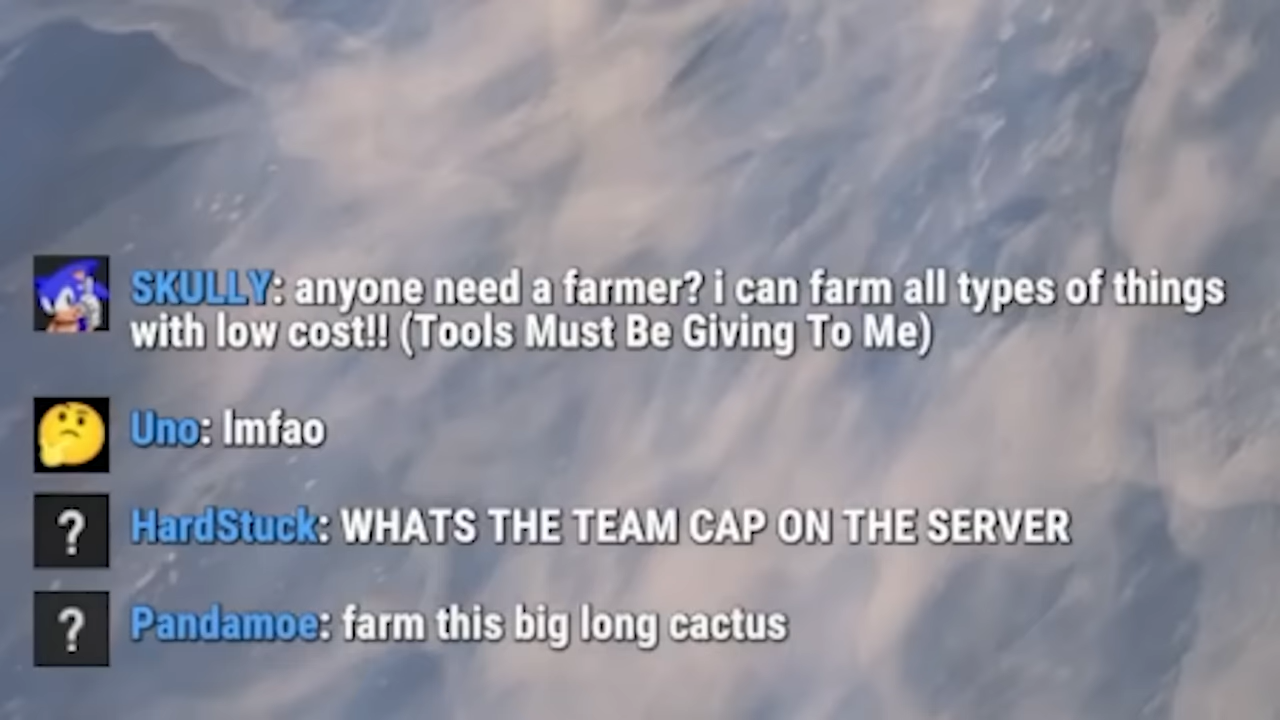 SKULLY: anyone need a farmer? i can farm all types of things
with low cost!! (Tools Must Be Giving To Me)
Uno: lmfao
?
HardStuck: WHATS THE TEAM CAP ON THE SERVER
?
Pandamoe: farm this big long cactus